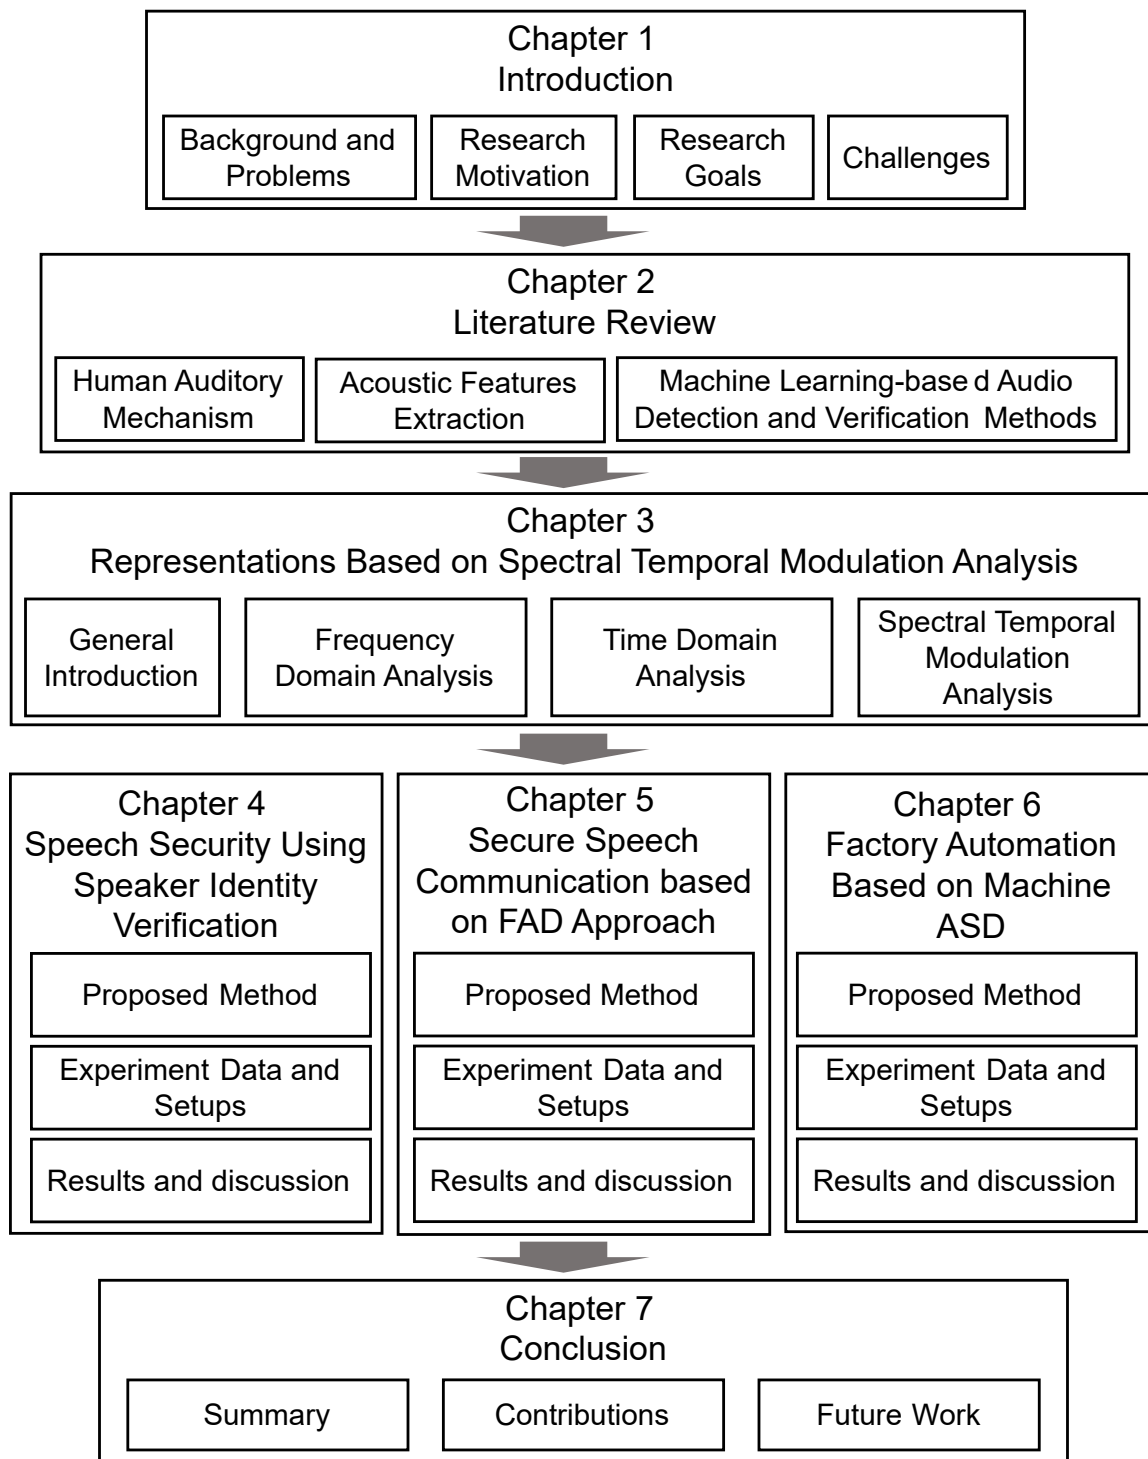 Chapter 1
Introduction
Background and
Problems
Research
Motivation
Research
Goals
Challenges
Chapter 2
Literature Review
Human Auditory
Mechanism
Acoustic Features
Extraction
Machine Learning-based Audio
Detection and Verification Methods
Chapter 3
Representations Based on Spectral Temporal Modulation Analysis
General
Introduction
Frequency
Domain Analysis
Time Domain
Analysis
Spectral Temporal
Modulation
Analysis
Chapter 4
Speech Security Using
Speaker Identity
Verification
Proposed Method
Experiment Data and
Setups
Results and discussion
Chapter 5
Secure Speech
Communication based
on FAD Approach
Proposed Method
Experiment Data and
Setups
Results and discussion
Chapter 6
Factory Automation
Based on Machine
ASD
Proposed Method
Experiment Data and
Setups
Results and discussion
Chapter 7
Conclusion
Summary
Contributions
Future Work